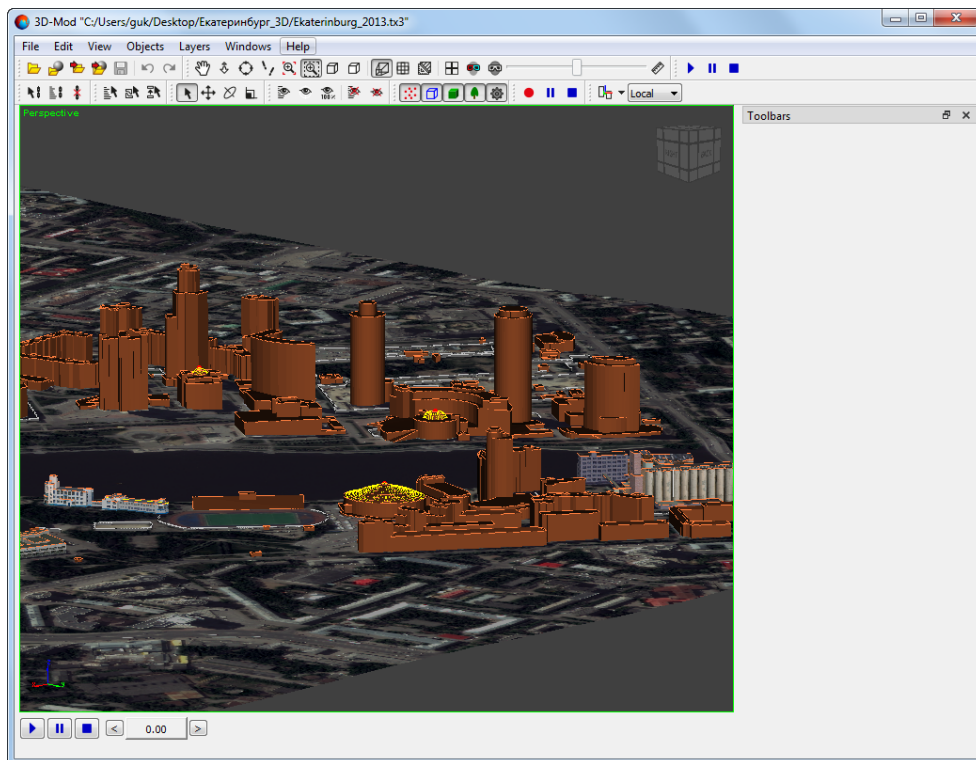 3D-Mod "C:/Users/guk/Desktop/Екатеринбург_3D/Ekaterinburg_2013.tx3"
File Edit View Objects Layers Windows Help
100%
Local
Perspective
Toolbars
0.00